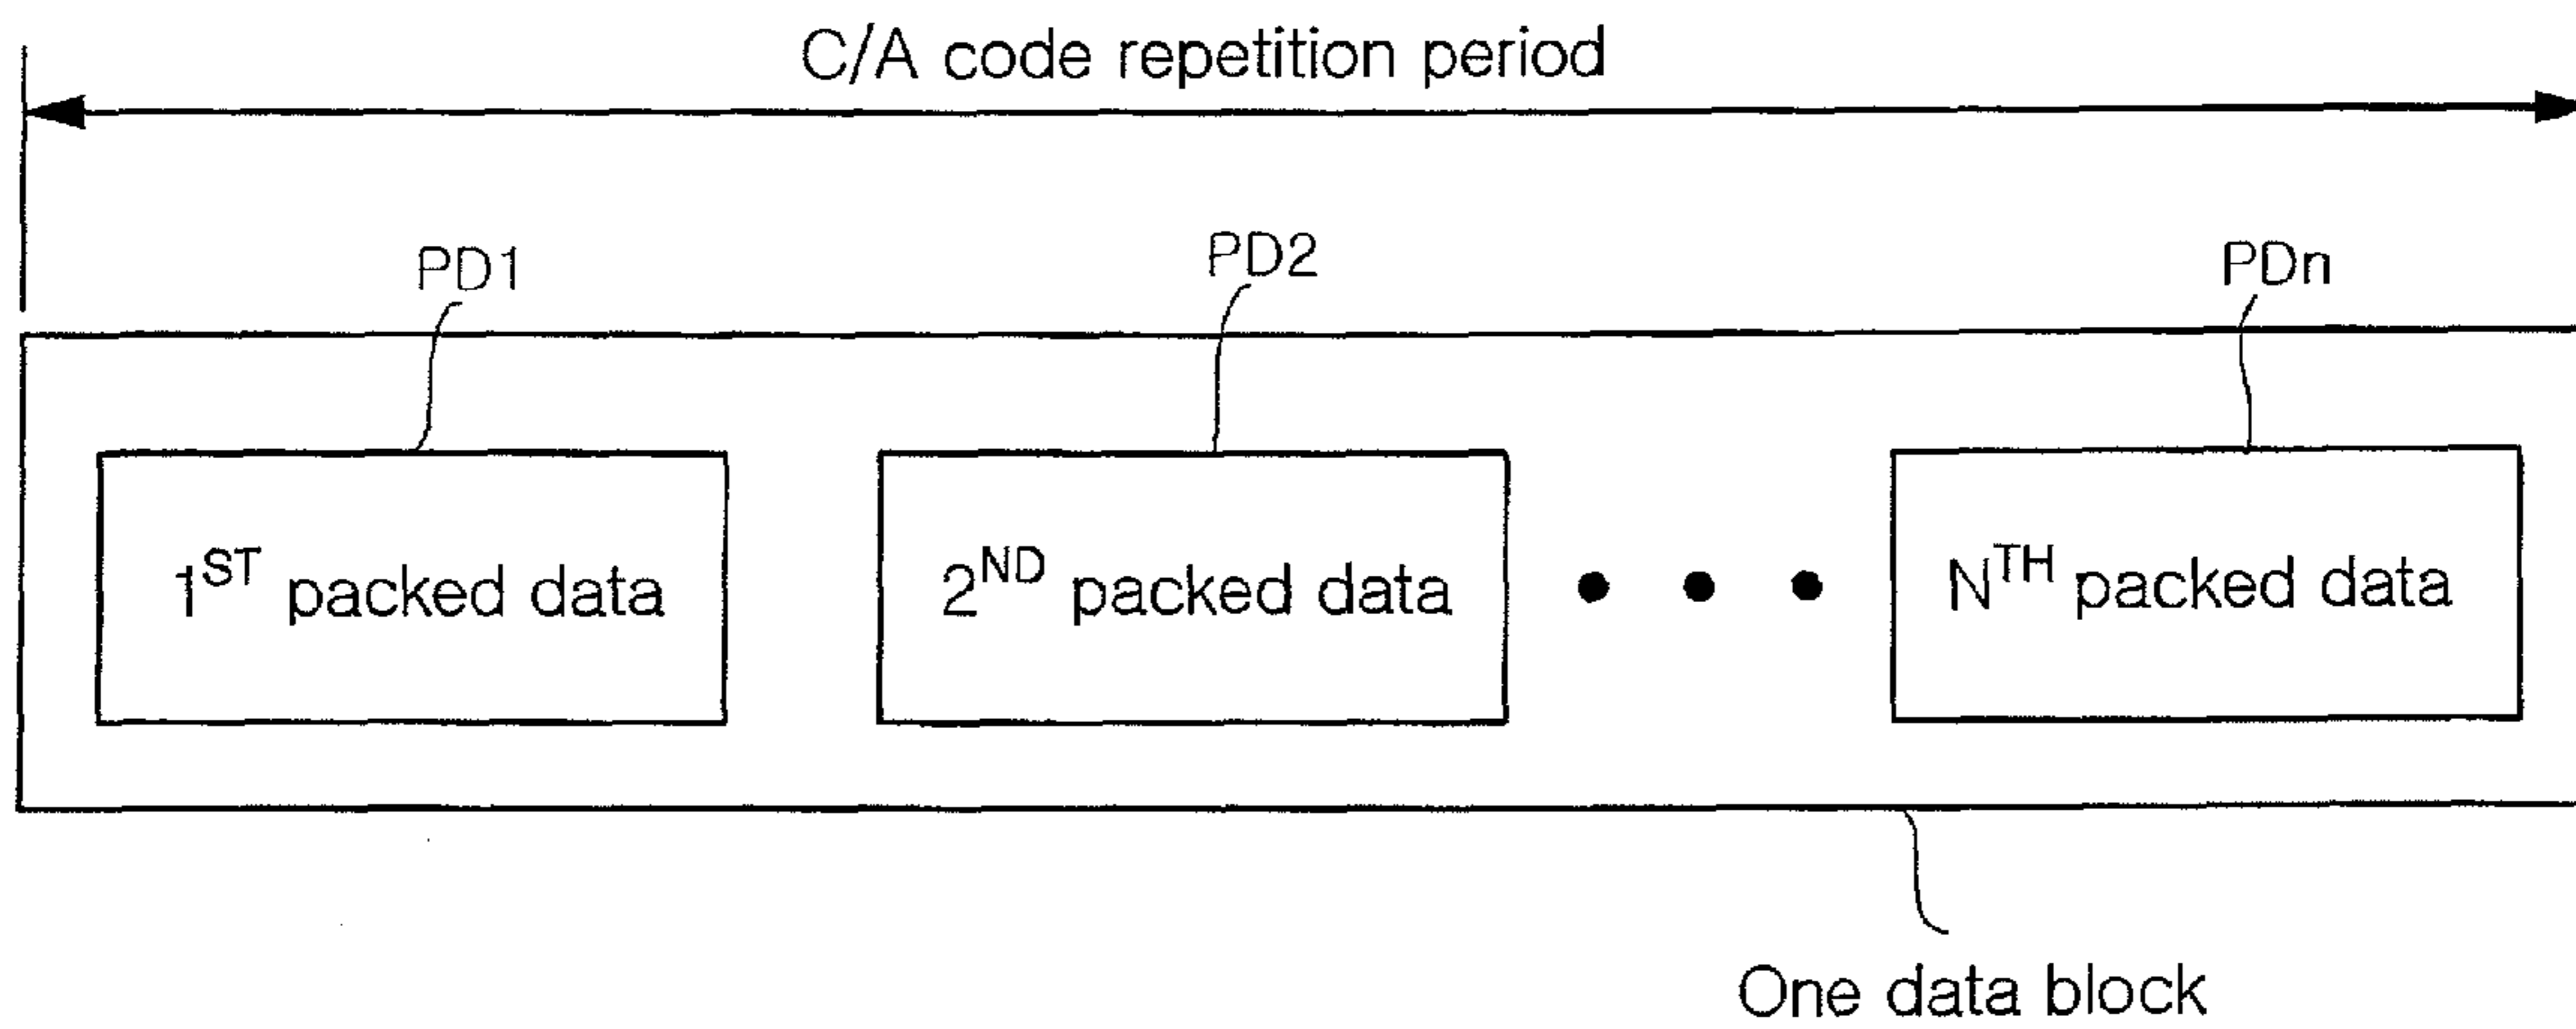 C/A code repetition period
PD1
PD2
PDn
1ST packed data
2ND packed data
NTH packed data
One data block